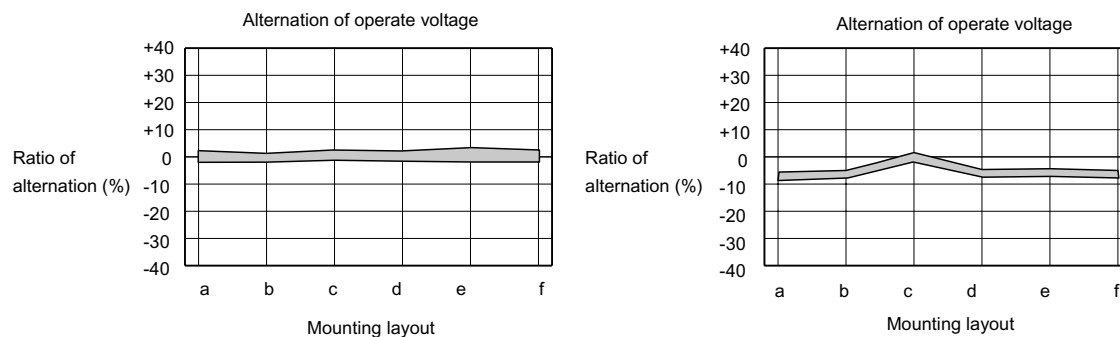 Alternation of operate voltage
+40
+30
+20
+10
0
-10
-20
-30
-40
Ratio of
alternation (%)
a b c d e f
Mounting layout
Alternation of operate voltage
+40
+30
+20
+10
0
-10
-20
-30
-40
Ratio of
alternation (%)
a b c d e f
Mounting layout